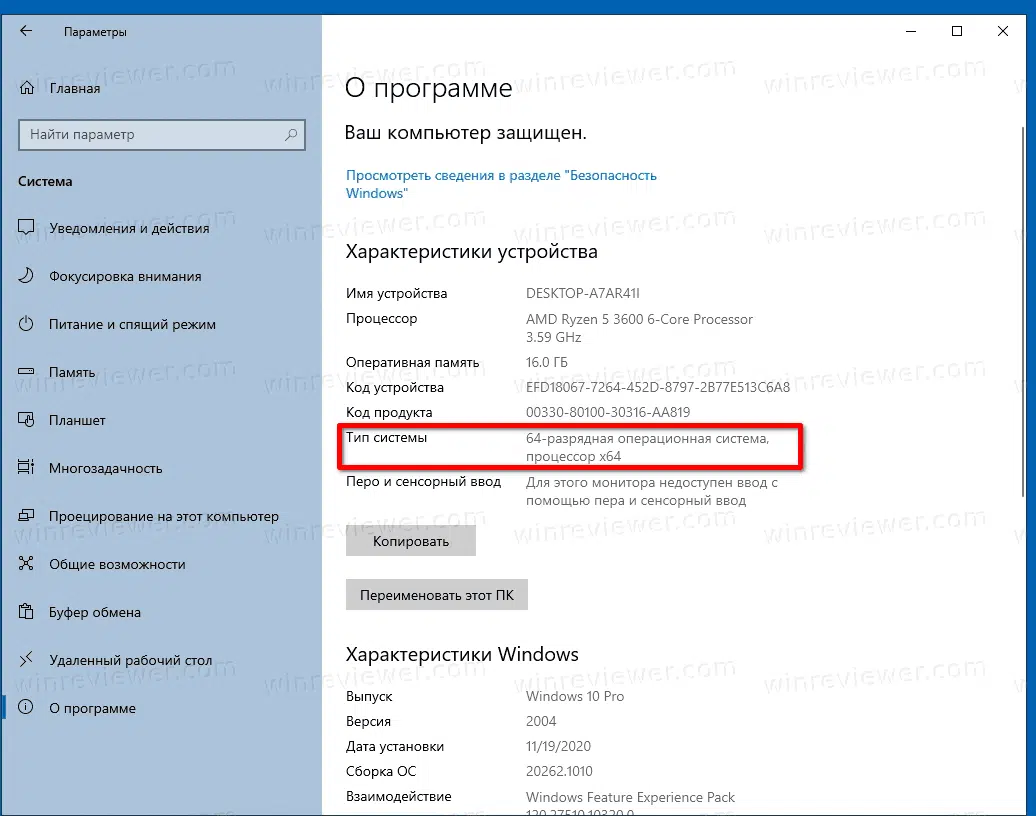 Параметры
Главная
Найти параметр
Система
Уведомления и действия
Фокусировка внимания
Питание и спящий режим
Память
Планшет
Многозадачность
Проецирование на этот компьютер
Общие возможности
Буфер обмена
Удаленный рабочий стол
О программе
О программе
Ваш компьютер защищен.
Просмотреть сведения в разделе "Безопасность
Windows"
Характеристики устройства
Имя устройства DESKTOP-A7AR41I
Процессор AMD Ryzen 5 3600 6-Core Processor
3.59 GHz
Оперативная память 16.0 ГБ
Код устройства EFD18067-7264-452D-8797-2B77E513C6A8
Код продукта 00330-80100-30316-AA819
Тип системы 64-разрядная операционная система,
процессор x64
Перо и сенсорный ввод Для этого монитора недоступен ввод с
помощью пера и сенсорный ввод
Копировать
Переименовать этот ПК
Характеристики Windows
Выпуск Windows 10 Pro
Версия 2004
Дата установки 11/19/2020
Сборка ОС 20262.1010
Взаимодействие Windows Feature Experience Pack
winreviewer.com